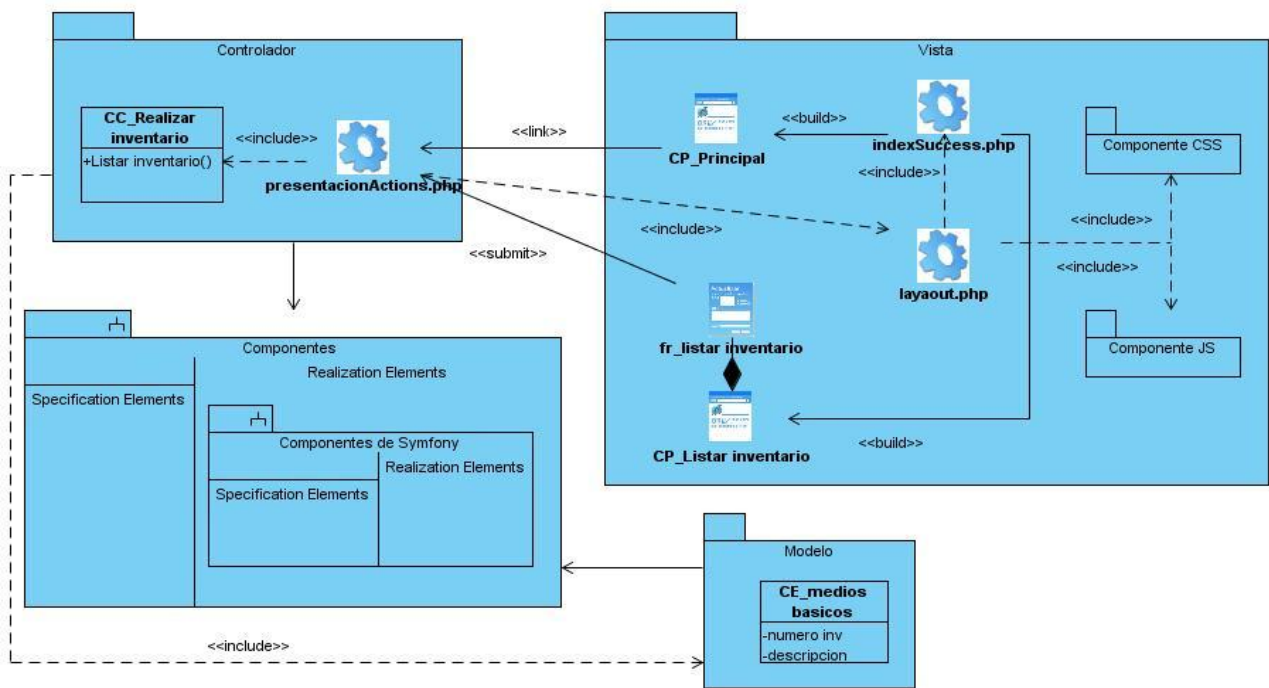 Controlador
CC_Realizar
inventario
+Listar inventario()
<<include>>
presentacionActions.php
<<link>>
<<submit>>
<<include>>
Vista
CP_Principal
<<build>>
indexSuccess.php
<<include>>
layaout.php
Componente CSS
<<include>>
<<include>>
Componente JS
fr_listar inventario
CP_Listar inventario
<<build>>
Componentes
Realization Elements
Specification Elements
Componentes de Symfony
Realization Elements
Specification Elements
Modelo
CE_medios
basicos
-numero inv
-descripcion
<<include>>